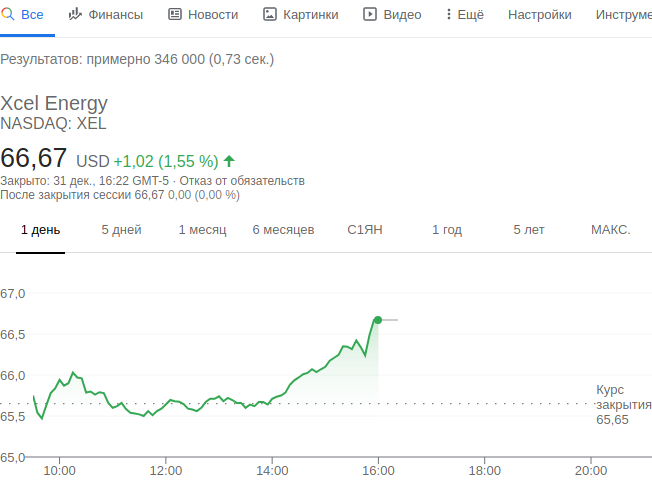 Все Финансы Новости Картинки Видео Ещё Настройки Инструме
Результатов: примерно 346 000 (0,73 сек.)
Xcel Energy
NASDAQ: XEL
66,67 USD +1,02 (1,55 %)
Закрыто: 31 дек., 16:22 GMT-5 · Отказ от обязательств
После закрытия сессии 66,67 0,00 (0,00 %)
1 день 5 дней 1 месяц 6 месяцев С1ЯН 1 год 5 лет МАКС.
67,0
66,5
66,0
Курс
закрытия
65,65
65,5
65,0
10:00 12:00 14:00 16:00 18:00 20:00